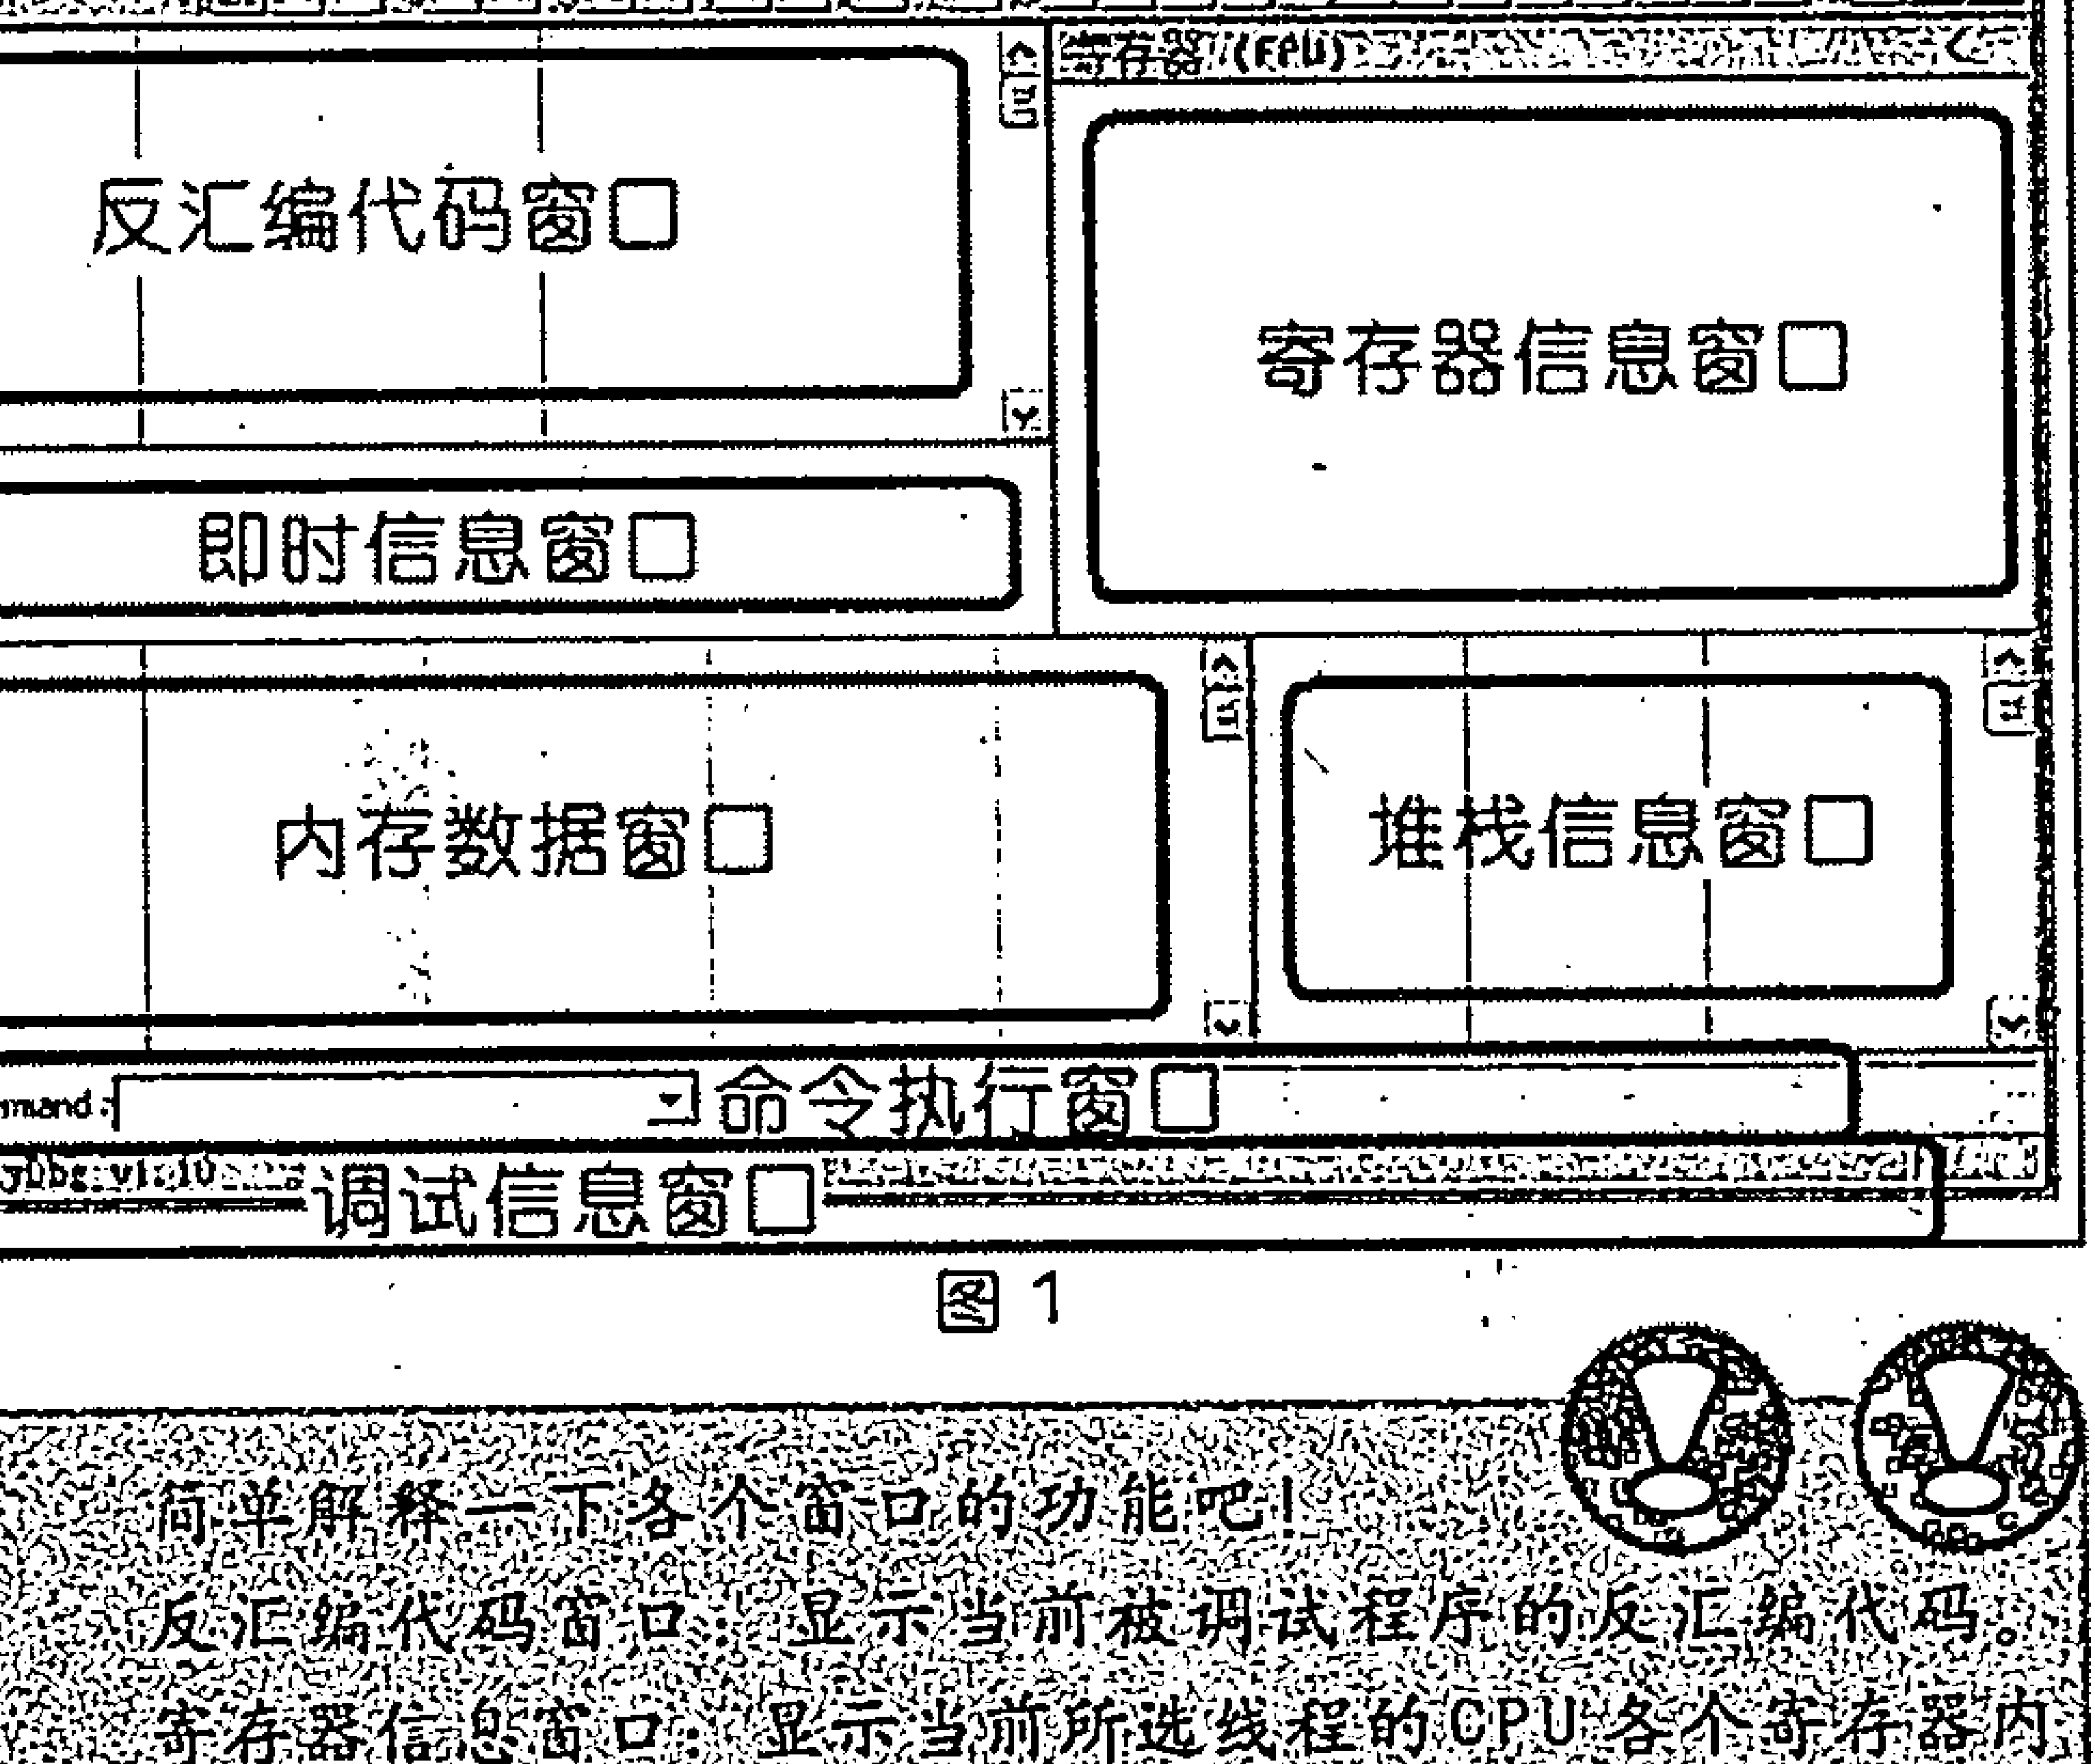 寄存器 (FPU)
反汇编代码窗口
寄存器信息窗口
即时信息窗口
内存数据窗口
堆栈信息窗口
mmand: 命令执行窗口
调试信息窗口
图 1
简单解释一下各个窗口的功能吧!
反汇编代码窗口: 显示当前被调试程序的反汇编代码。
寄存器信息窗口: 显示当前所选线程的CPU各个寄存器内